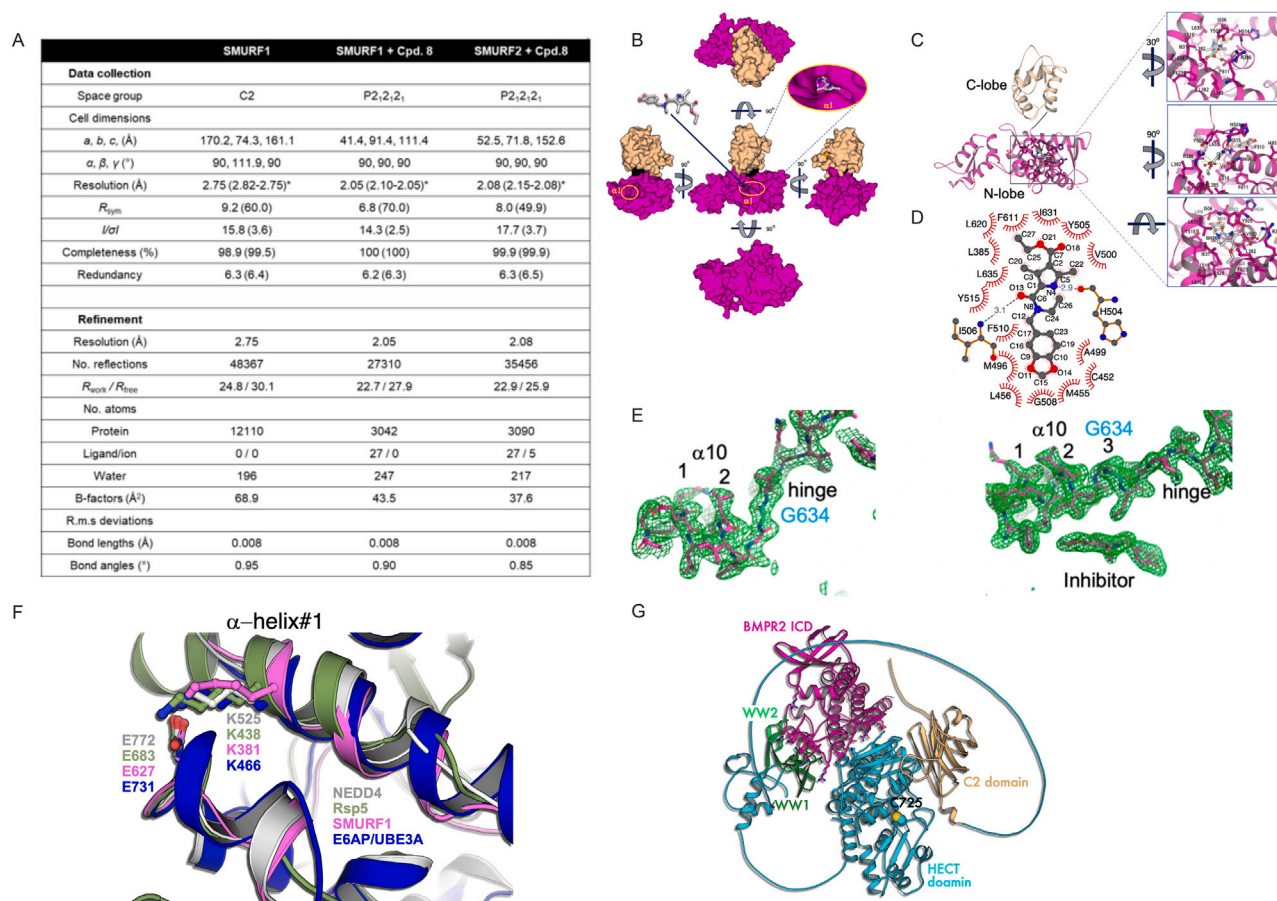 A
SMURF1 SMURF1 + Cpd. 8 SMURF2 + Cpd.8
Data collection
Space group C2 P2₁2₁2₁ P2₁2₁2₁
Cell dimensions
a, b, c, (Å) 170.2, 74.3, 161.1 41.4, 91.4, 111.4 52.5, 71.8, 152.6
α, β, γ (°) 90, 111.9, 90 90, 90, 90 90, 90, 90
Resolution (Å) 2.75 (2.82-2.75)* 2.05 (2.10-2.05)* 2.08 (2.15-2.08)*
Rsym 9.2 (60.0) 6.8 (70.0) 8.0 (49.9)
I/σI 15.8 (3.6) 14.3 (2.5) 17.7 (3.7)
Completeness (%) 98.9 (99.5) 100 (100) 99.9 (99.9)
Redundancy 6.3 (6.4) 6.2 (6.3) 6.3 (6.5)
Refinement
Resolution (Å) 2.75 2.05 2.08
No. reflections 48367 27310 35456
Rwork / Rfree 24.8 / 30.1 22.7 / 27.9 22.9 / 25.9
No. atoms
Protein 12110 3042 3090
Ligand/ion 0 / 0 27 / 0 27 / 5
Water 196 247 217
B-factors (Å²) 68.9 43.5 37.6
R.m.s deviations
Bond lengths (Å) 0.008 0.008 0.008
Bond angles (°) 0.95 0.90 0.85
B
α1
90°
90°
90°
α1
α1
90°
C
C-lobe
N-lobe
30°
90°
90°
D
L620 F611 I631 Y505
L385 V500
L635
Y515
I506 F510 H504
M496 A499
L456 G508 M455 C452
C27 O21 O18
C25 C7
C20 C2 C22
C3 C5
O13 C1 N4 2.9
C6
3.1 N8 C26
C12 C24
C17 C23
C16 C19
C9 C10
O11 O14
C15
E
1 α10 2 hinge
G634
1 α10 2 G634 3
hinge
Inhibitor
F
α–helix#1
E772
E683
E627
E731
K525
K438
K381
K466
NEDD4
Rsp5
SMURF1
E6AP/UBE3A
G
BMPR2 ICD
WW2
WW1
C2 domain
C725
HECT
doamin